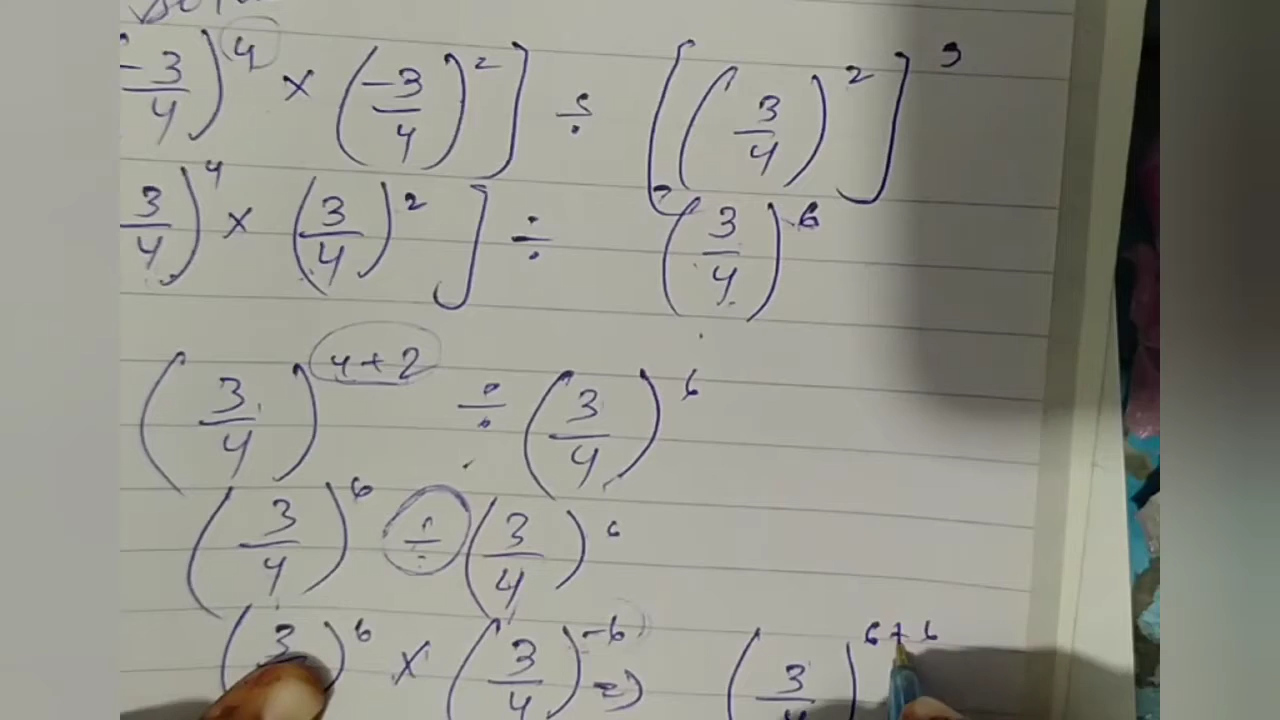 (-3/4)^4 × (-3/4)^2] ÷ [(3/4)^2]^3
3/4)^4 × (3/4)^2] ÷ (3/4)^6
(3/4)^4+2 ÷ (3/4)^6
(3/4)^6 ÷ (3/4)^6
(3/4)^6 × (3/4)^-6 => (3/4)^6+6